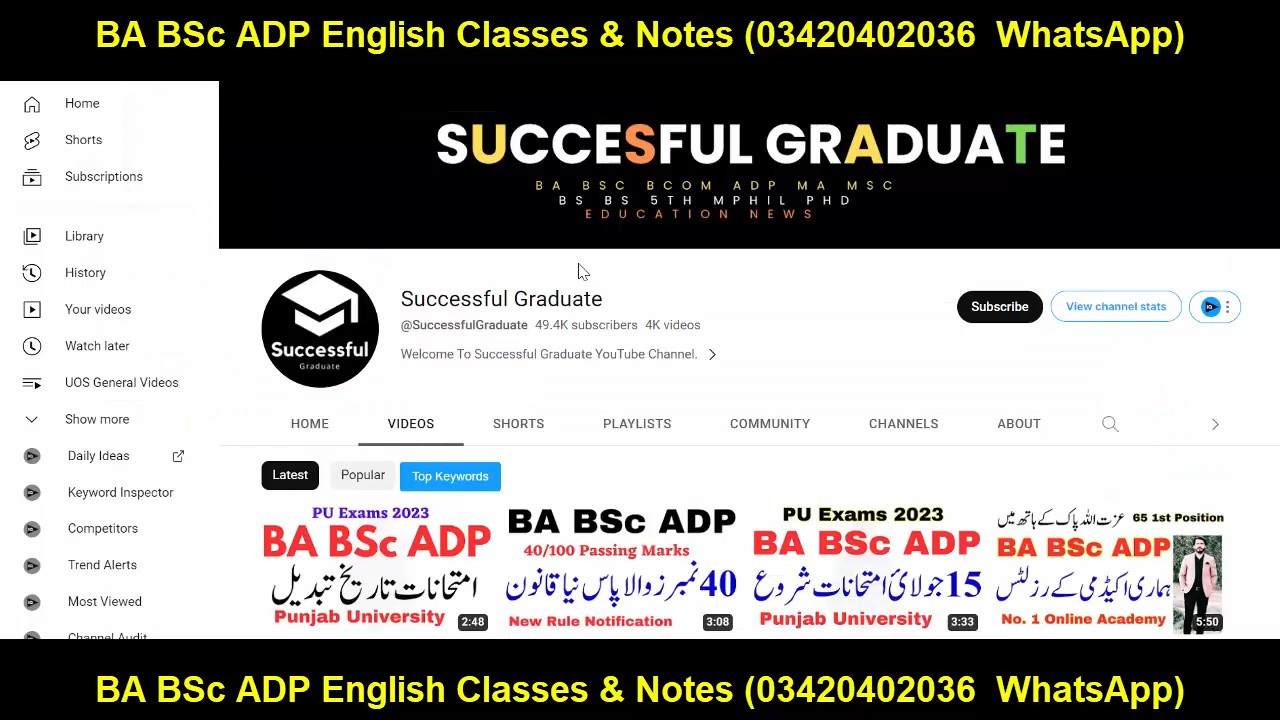 BA BSc ADP English Classes & Notes (03420402036 WhatsApp)
Home
Shorts
Subscriptions
Library
History
Your videos
Watch later
UOS General Videos
Show more
Daily Ideas
Keyword Inspector
Competitors
Trend Alerts
Most Viewed
Channel Audit
SUCCESFUL GRADUATE
BA BSC BCOM ADP MA MSC
BS BS 5TH MPHIL PHD
EDUCATION NEWS
Successful
Graduate
Successful Graduate
@SuccessfulGraduate 49.4K subscribers 4K videos
Welcome To Successful Graduate YouTube Channel.
Subscribe
View channel stats
HOME VIDEOS SHORTS PLAYLISTS COMMUNITY CHANNELS ABOUT
Latest Popular Top Keywords
PU Exams 2023
BA BSc ADP
امتحانات تاریخ تبدیل
Punjab University
2:48
BA BSc ADP
40/100 Passing Marks
40 نمبرز والا پاس نیا قانون
New Rule Notification
3:08
PU Exams 2023
BA BSc ADP
15 جولائ امتحانات شروع
Punjab University
3:33
عزت اللہ پاک کے ہاتھ میں 65 1st Position
BA BSc ADP
ہماری اکیڈمی کے رزلٹس
No. 1 Online Academy
5:50
BA BSc ADP English Classes & Notes (03420402036 WhatsApp)